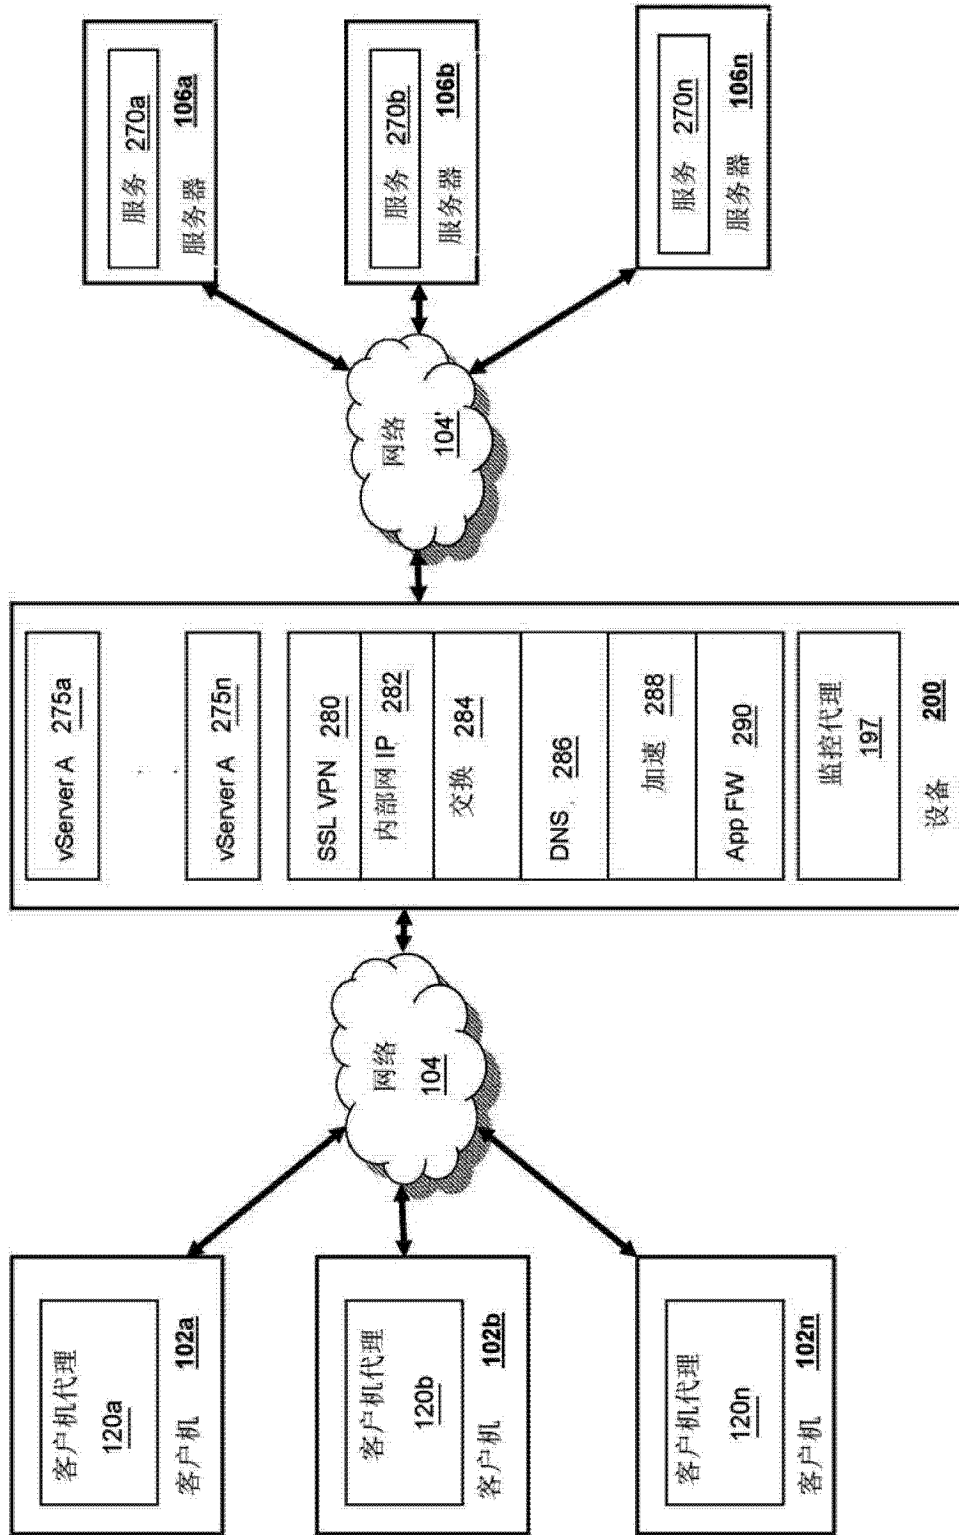 客户机代理
120a
客户机 102a
客户机代理
120b
客户机 102b
客户机代理
120n
客户机 102n
网络
104
vServer A 275a
vServer A 275n
SSL VPN 280
内部网 IP 282
交换 284
DNS 286
加速 288
App FW 290
监控代理
197
设备 200
网络
104'
服务 270a
服务器 106a
服务 270b
服务器 106b
服务 270n
服务器 106n